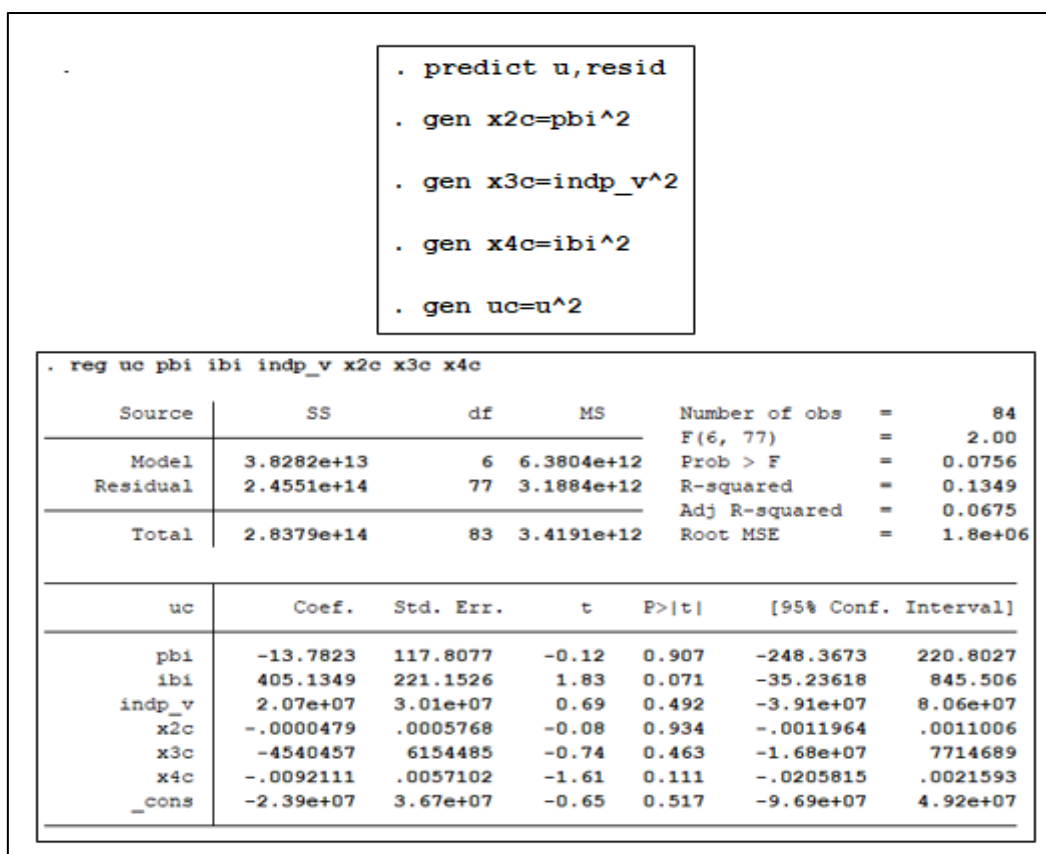 . predict u,resid
. gen x2c=pbi^2
. gen x3c=indp_v^2
. gen x4c=ibi^2
. gen uc=u^2
. reg uc pbi ibi indp_v x2c x3c x4c
Source SS df MS Number of obs = 84
F(6, 77) = 2.00
Model 3.8282e+13 6 6.3804e+12 Prob > F = 0.0756
Residual 2.4551e+14 77 3.1884e+12 R-squared = 0.1349
Adj R-squared = 0.0675
Total 2.8379e+14 83 3.4191e+12 Root MSE = 1.8e+06
uc Coef. Std. Err. t P>|t| [95% Conf. Interval]
pbi -13.7823 117.8077 -0.12 0.907 -248.3673 220.8027
ibi 405.1349 221.1526 1.83 0.071 -35.23618 845.506
indp_v 2.07e+07 3.01e+07 0.69 0.492 -3.91e+07 8.06e+07
x2c -.0000479 .0005768 -0.08 0.934 -.0011964 .0011006
x3c -4540457 6154485 -0.74 0.463 -1.68e+07 7714689
x4c -.0092111 .0057102 -1.61 0.111 -.0205815 .0021593
_cons -2.39e+07 3.67e+07 -0.65 0.517 -9.69e+07 4.92e+07